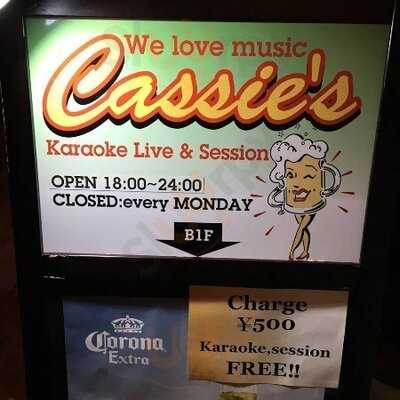 We love music
Cassie's
Karaoke Live & Session
OPEN 18:00~24:00
CLOSED:every MONDAY
B1F
Corona
Extra
Charge
¥500
Karaoke,session
FREE!!